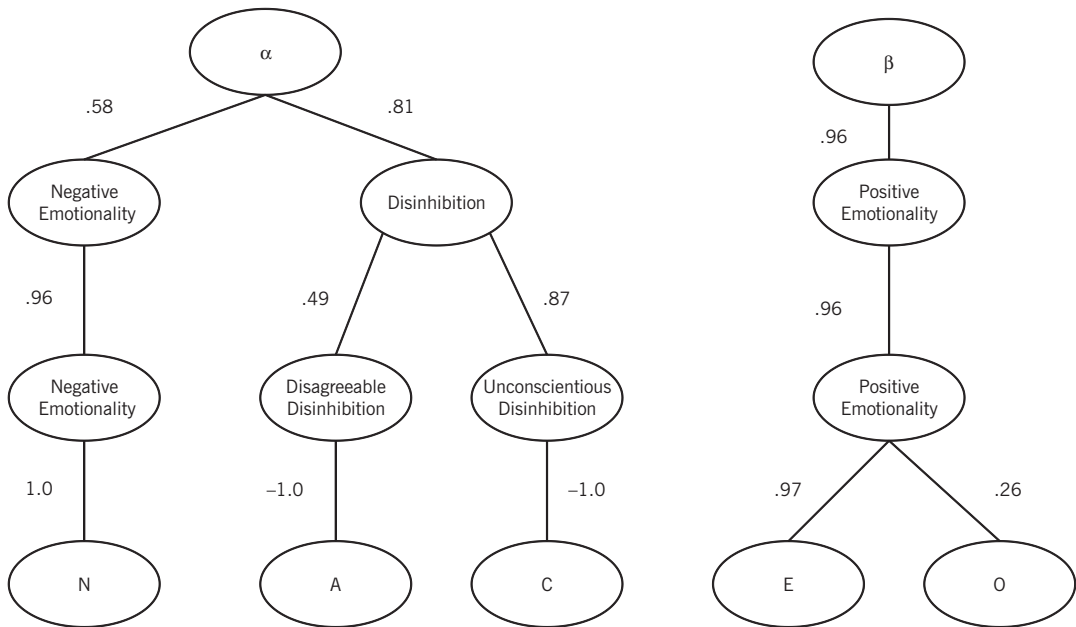 α
β
.58
.81
.96
Negative
Emotionality
Disinhibition
Positive
Emotionality
.96
.49
.87
.96
Negative
Emotionality
Disagreeable
Disinhibition
Unconscientious
Disinhibition
Positive
Emotionality
1.0
–1.0
–1.0
.97
.26
N
A
C
E
O